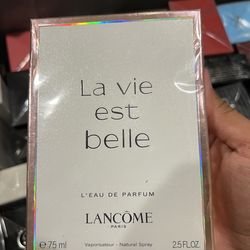 La vie
est
belle
L'EAU DE PARFUM
LANCÔME
PARIS
e 75 ml Vaporisateur - Natural Spray 2.5 FL.OZ.